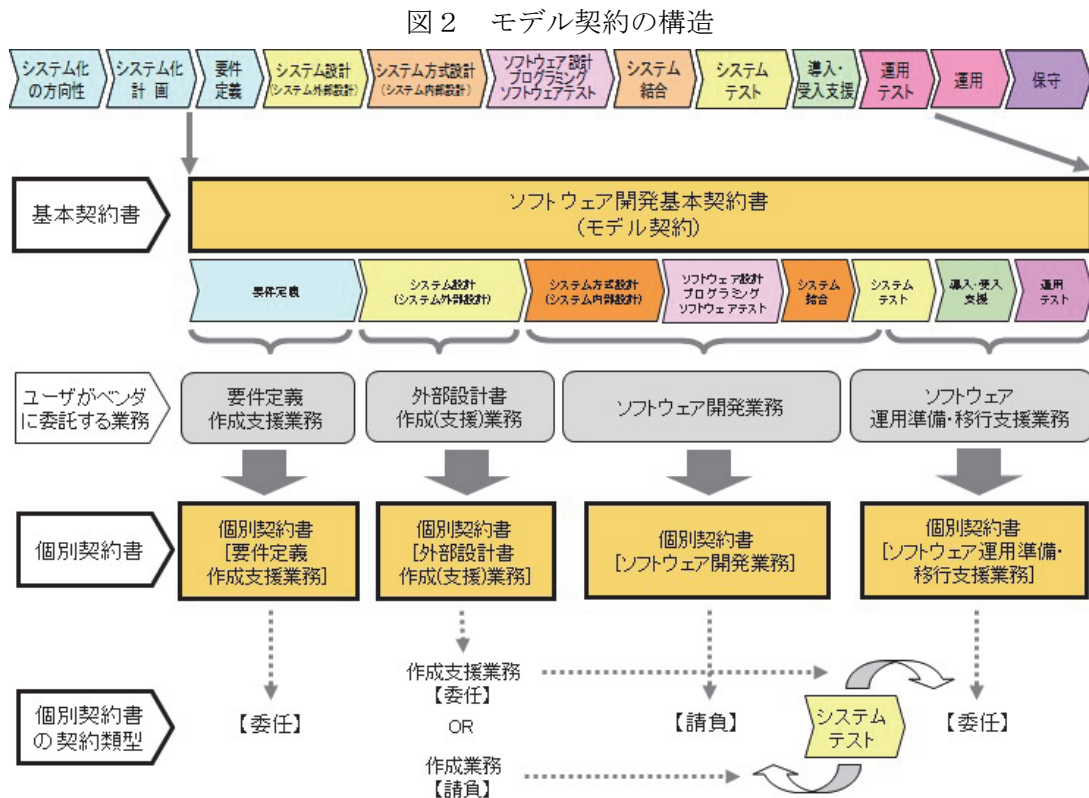 図2 モデル契約の構造
システム化
の方向性
システム化
計 画
要件
定義
システム設計
(システム外部設計)
システム方式設計
(システム内部設計)
ソフトウェア設計
プログラミング
ソフトウェアテスト
システム
結合
システム
テスト
導入・
受入支援
運用
テスト
運用
保守
基本契約書
ソフトウェア開発基本契約書
(モデル契約)
要件定義
システム設計
(システム外部設計)
システム方式設計
(システム内部設計)
ソフトウェア設計
プログラミング
ソフトウェアテスト
システム
結合
システム
テスト
導入・受入
支援
運用
テスト
ユーザがベンダ
に委託する業務
要件定義
作成支援業務
外部設計書
作成(支援)業務
ソフトウェア開発業務
ソフトウェア
運用準備・移行支援業務
個別契約書
個別契約書
[要件定義
作成支援業務]
個別契約書
[外部設計書
作成(支援)業務]
個別契約書
[ソフトウェア開発業務]
個別契約書
[ソフトウェア運用準備・
移行支援業務]
個別契約書
の契約類型
【委任】
作成支援業務
【委任】
OR
作成業務
【請負】
【請負】
システム
テスト
【委任】